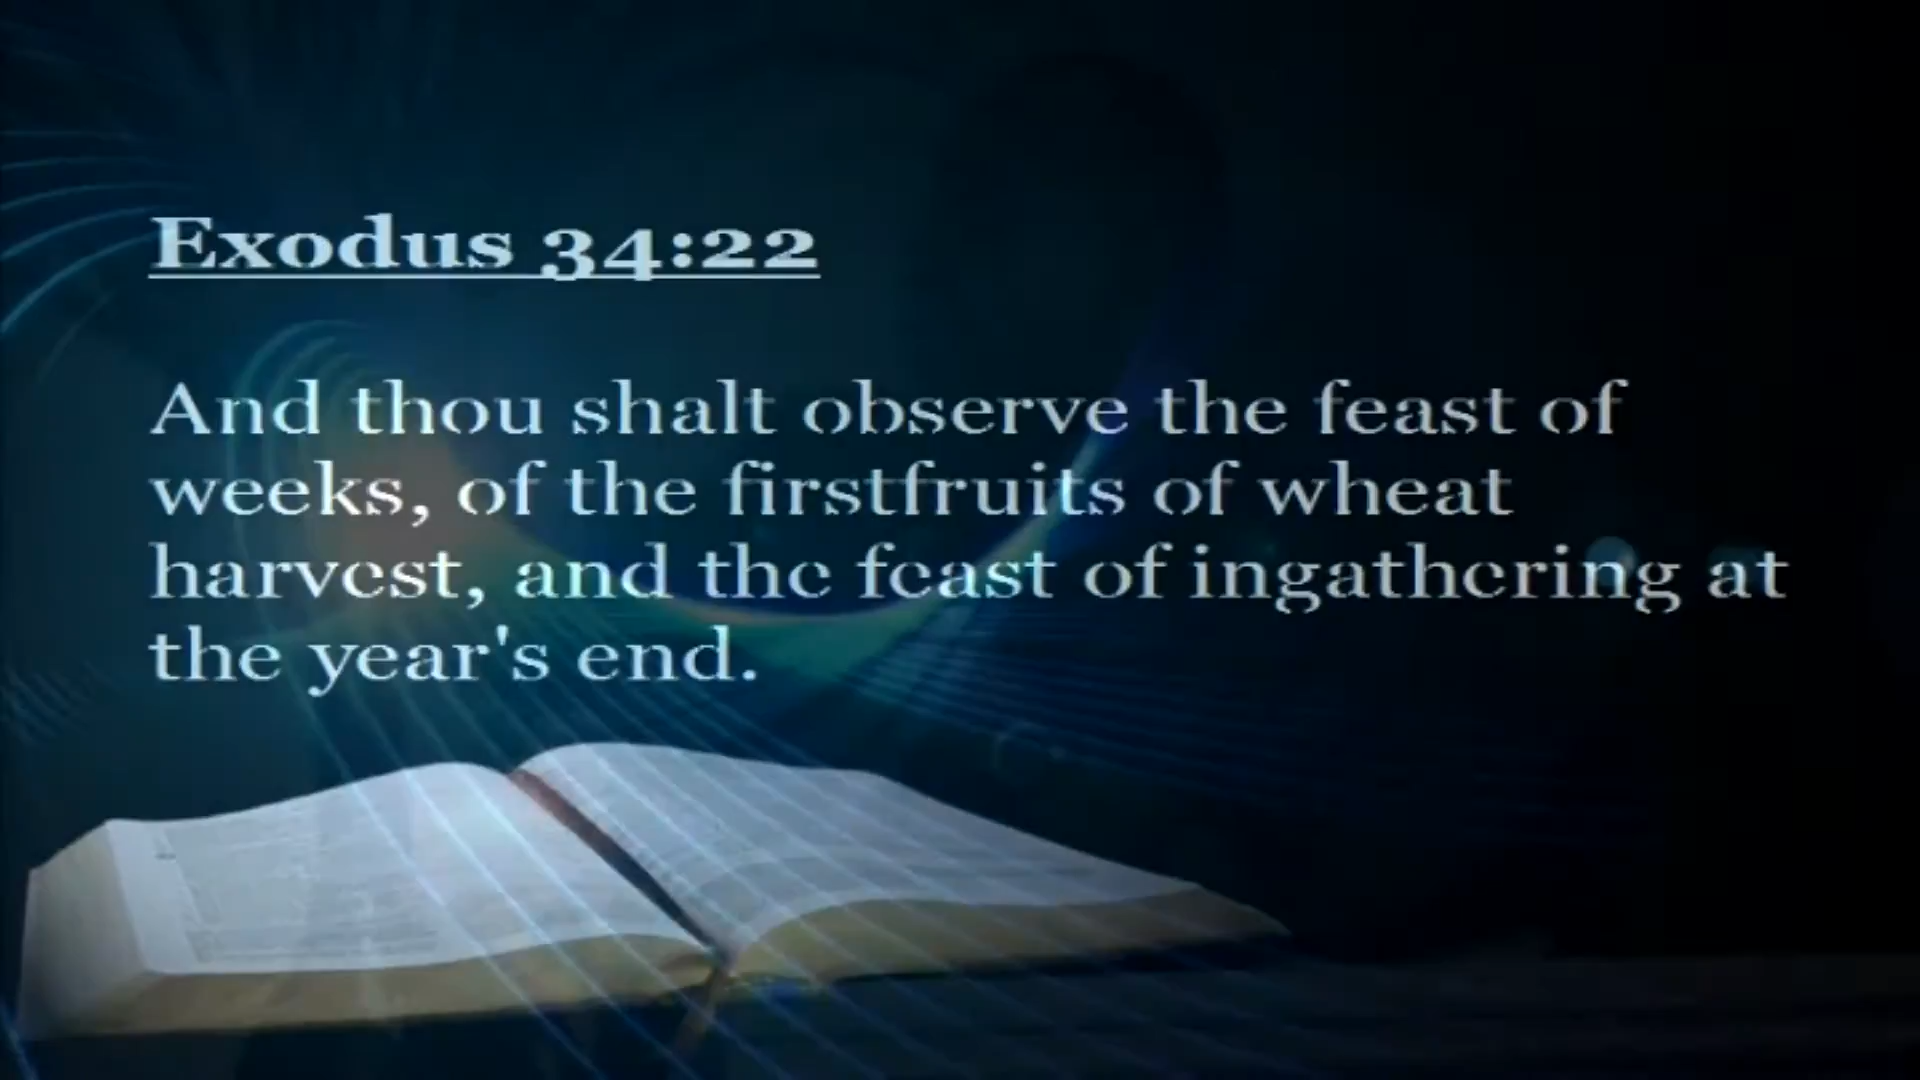 Exodus 34:22
And thou shalt observe the feast of
weeks, of the firstfruits of wheat
harvest, and the feast of ingathering at
the year's end.